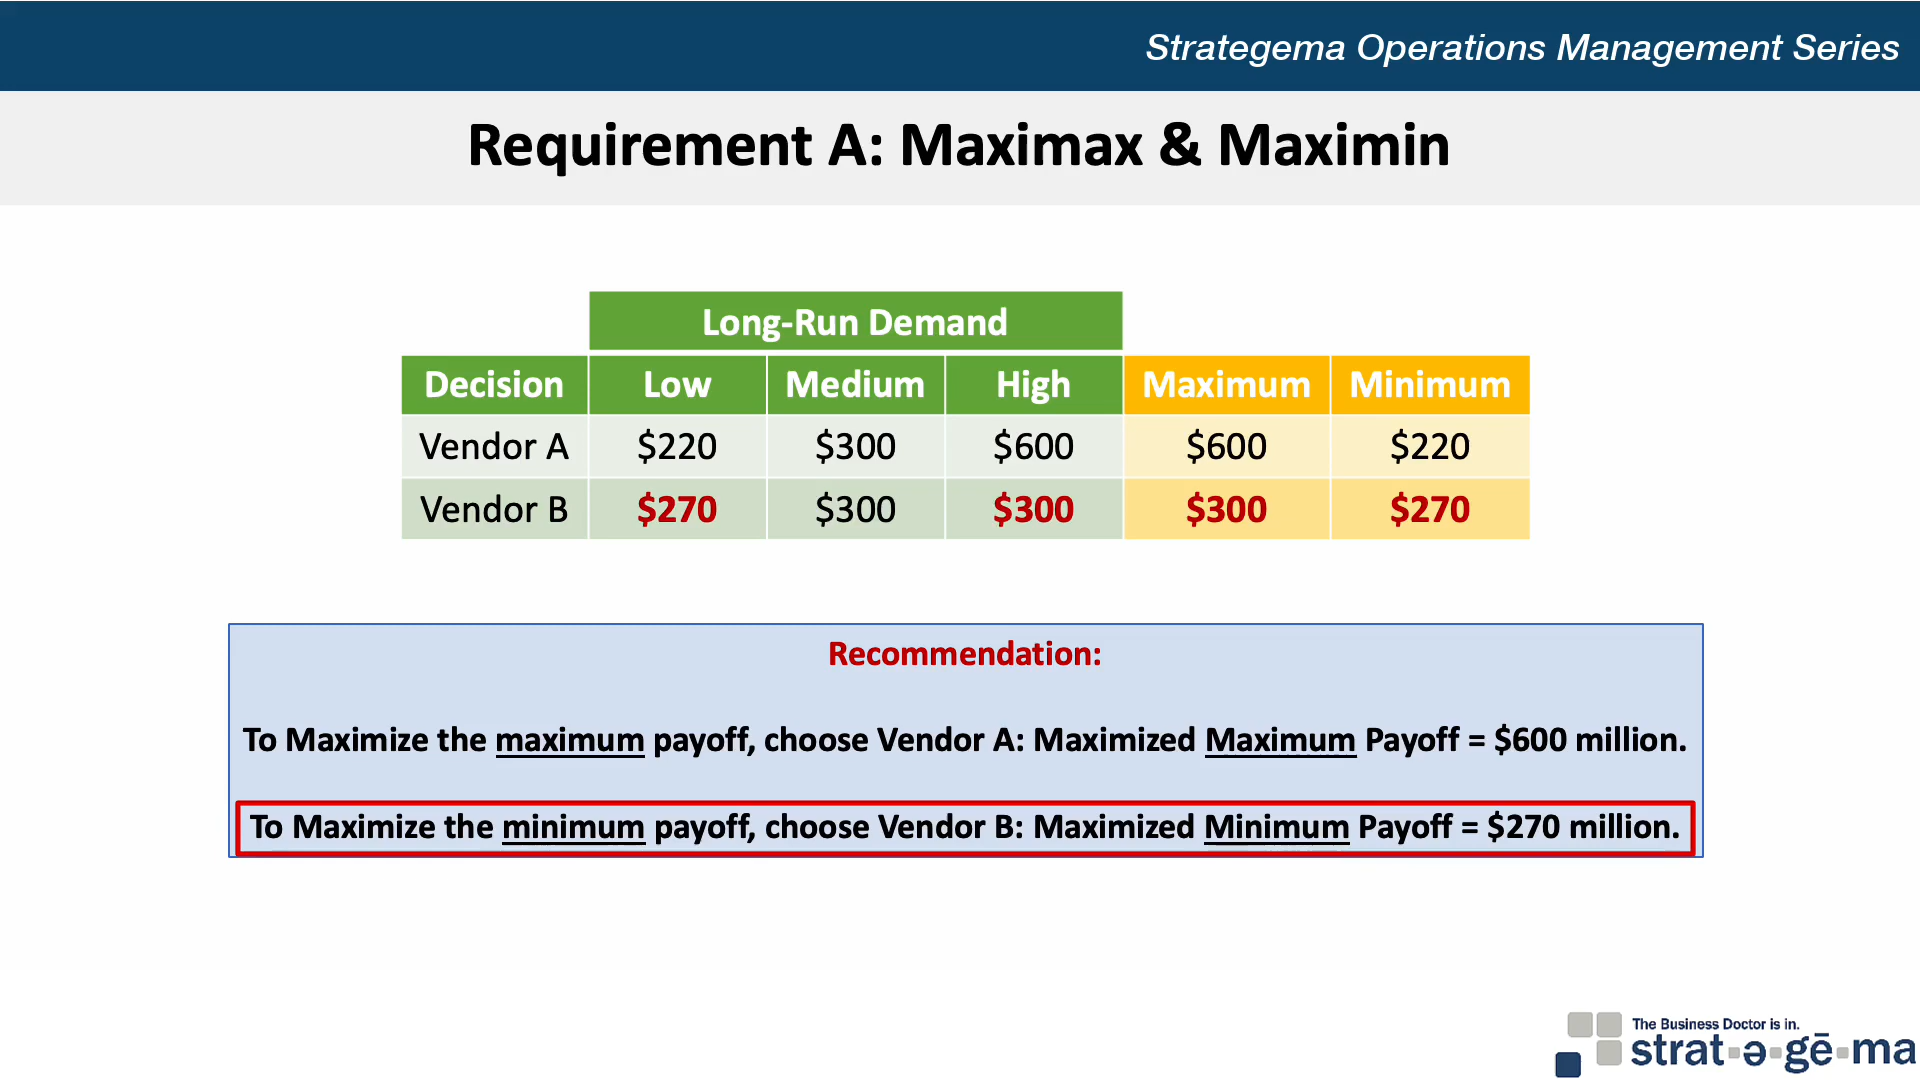 Strategema Operations Management Series
Requirement A: Maximax & Maximin
Long-Run Demand
Decision Low Medium High Maximum Minimum
Vendor A $220 $300 $600 $600 $220
Vendor B $270 $300 $300 $300 $270
Recommendation:
To Maximize the maximum payoff, choose Vendor A: Maximized Maximum Payoff = $600 million.
To Maximize the minimum payoff, choose Vendor B: Maximized Minimum Payoff = $270 million.
The Business Doctor is in.
strat▪ə▪gē▪ma